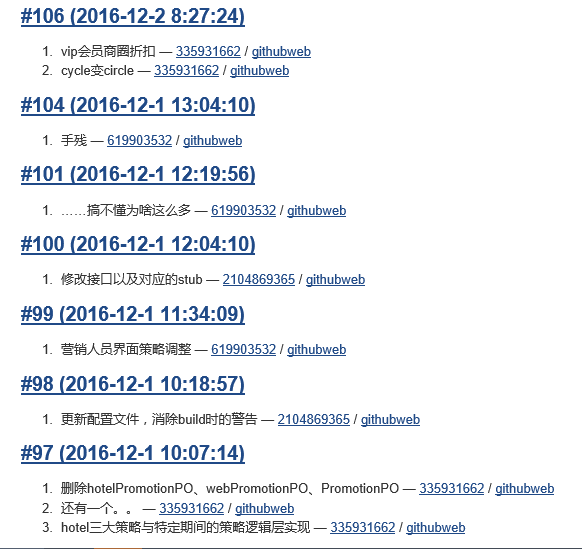 #106 (2016-12-2 8:27:24)
1. vip会员商圈折扣 — 335931662 / githubweb
2. cycle变circle — 335931662 / githubweb
#104 (2016-12-1 13:04:10)
1. 手残 — 619903532 / githubweb
#101 (2016-12-1 12:19:56)
1. ……搞不懂为啥这么多 — 619903532 / githubweb
#100 (2016-12-1 12:04:10)
1. 修改接口以及对应的stub — 2104869365 / githubweb
#99 (2016-12-1 11:34:09)
1. 营销人员界面策略调整 — 619903532 / githubweb
#98 (2016-12-1 10:18:57)
1. 更新配置文件，消除build时的警告 — 2104869365 / githubweb
#97 (2016-12-1 10:07:14)
1. 删除hotelPromotionPO、webPromotionPO、PromotionPO — 335931662 / githubweb
2. 还有一个。。 — 335931662 / githubweb
3. hotel三大策略与特定期间的策略逻辑层实现 — 335931662 / githubweb